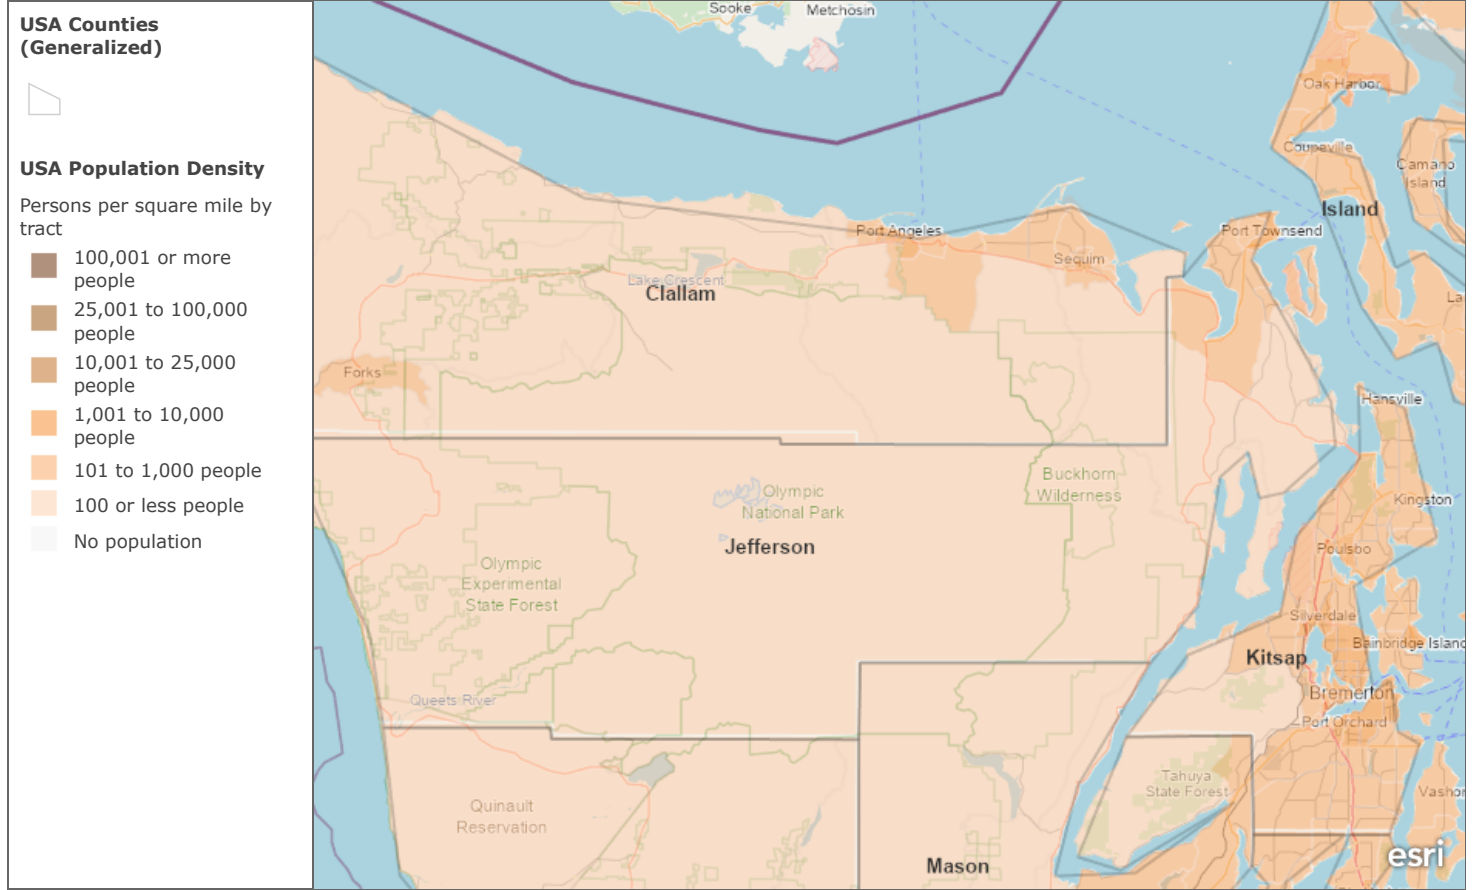 USA Counties
(Generalized)
USA Population Density
Persons per square mile by
tract
100,001 or more
people
25,001 to 100,000
people
10,001 to 25,000
people
1,001 to 10,000
people
101 to 1,000 people
100 or less people
No population
Sooke
Metchosin
Oak Harbor
Coupeville
Camano
Island
Island
Port Angeles
Port Townsend
Sequim
Lake Crescent
Clallam
La
Forks
Hansville
Buckhorn
Wilderness
Olympic
National Park
Kingston
Jefferson
Poulsbo
Olympic
Experimental
State Forest
Silverdale
Bainbridge Island
Kitsap
Queets River
Bremerton
Port Orchard
Tahuya
State Forest
Vashon
Quinault
Reservation
Mason
esri